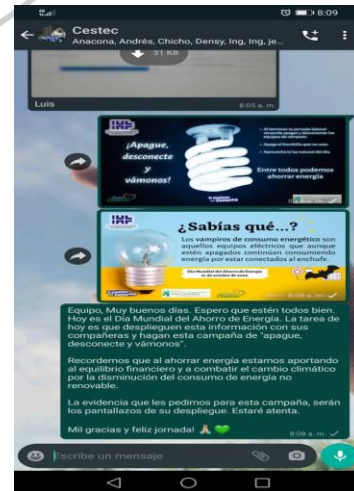 8:09
Cestec
Anacona, Andrés, Chicho, Densy, Ing, Ing, je...
31 KB
Luis
8:05 a. m.
¡Apague,
desconecte
y
vámonos!
Entre todos podemos
ahorrar energía
¿Sabías qué...?
Los vampiros de consumo energético son
aquellos equipos eléctricos que aunque
estén apagados continúan consumiendo
energía por estar conectados al enchufe.
Día Mundial del Ahorro de Energía
21 de octubre de 2020
Equipo, Muy buenos días. Espero que estén todos bien.
Hoy es el Día Mundial del Ahorro de Energía. La tarea de
hoy es que desplieguen esta información con sus
compañeras y hagan esta campaña de "apague,
desconecte y vámonos".
Recordemos que al ahorrar energía estamos aportando
al equilibrio financiero y a combatir el cambio climático
por la disminución del consumo de energía no
renovable.
La evidencia que les pedimos para esta campaña, serán
los pantallazos de su despliegue. Estaré atenta.
Mil gracias y feliz jornada! 🙏 💚
8:09 a. m.
Escribe un mensaje